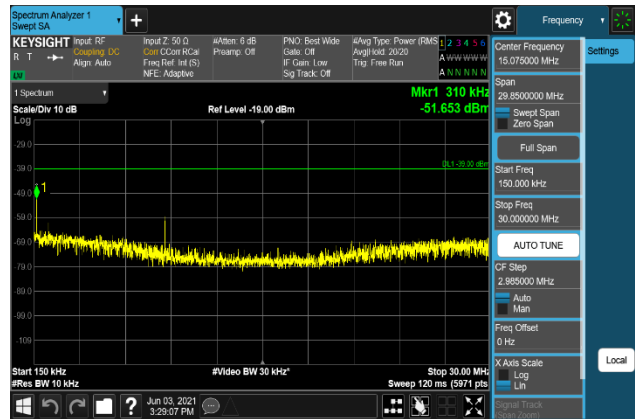 Spectrum Analyzer 1
Swept SA
Frequency
KEYSIGHT
R T
LW
Input: RF
Coupling: DC
Align: Auto
Input Z: 50 Ω
Corr CCorr RCal
Freq Ref: Int (S)
NFE: Adaptive
#Atten: 6 dB
Preamp: Off
PNO: Best Wide
Gate: Off
IF Gain: Low
Sig Track: Off
#Avg Type: Power (RMS
Avg|Hold: 20/20
Trig: Free Run
1 2 3 4 5 6
A W W W W W
A N N N N N
1 Spectrum
Scale/Div 10 dB
Log
Ref Level -19.00 dBm
Mkr1 310 kHz
-51.653 dBm
DL1 -39.00 dBm
1
-29.0
-39.0
-49.0
-59.0
-69.0
-79.0
-89.0
-99.0
-109
Start 150 kHz
#Res BW 10 kHz
#Video BW 30 kHz*
Stop 30.00 MHz
Sweep 120 ms (5971 pts
Jun 03, 2021
3:29:07 PM
Center Frequency
15.075000 MHz
Span
29.8500000 MHz
Swept Span
Zero Span
Full Span
Start Freq
150.000 kHz
Stop Freq
30.000000 MHz
AUTO TUNE
CF Step
2.985000 MHz
Auto
Man
Freq Offset
0 Hz
X Axis Scale
Log
Lin
Signal Track
(Span Zoom)
Settings
Local